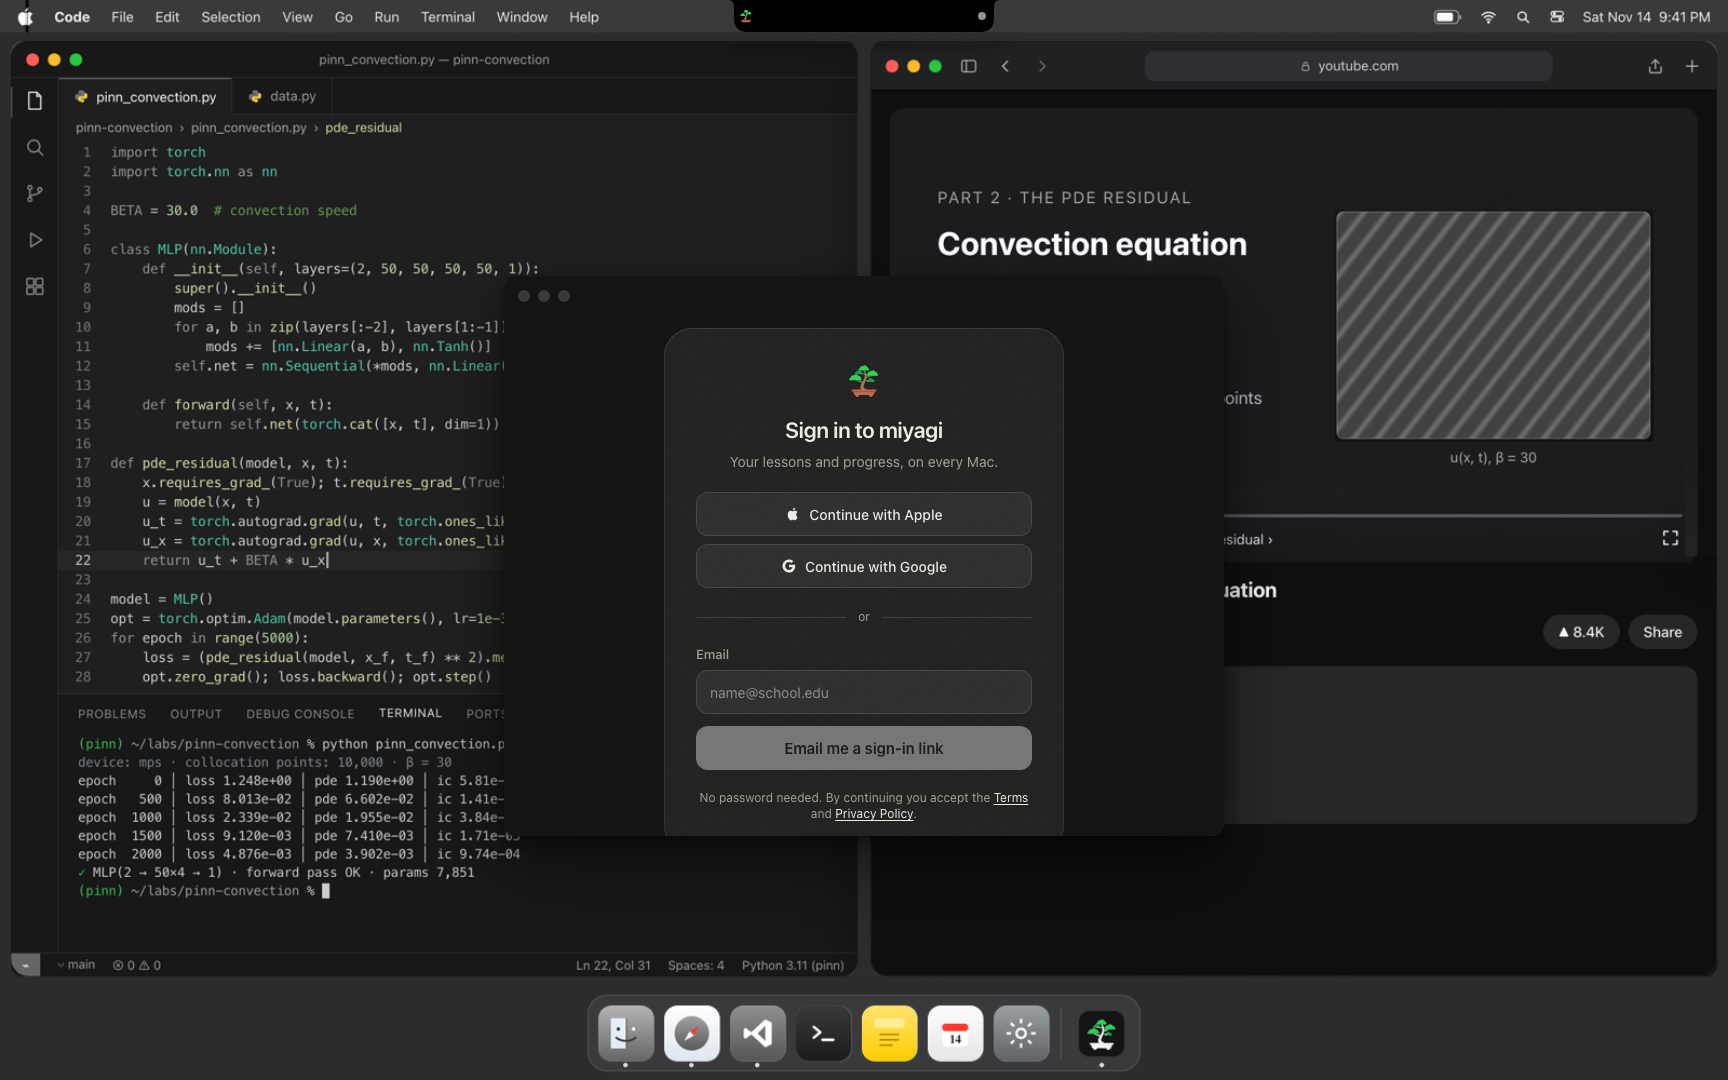 Code File Edit Selection View Go Run Terminal Window Help
Sat Nov 14 9:41 PM
pinn_convection.py — pinn-convection
pinn_convection.py
data.py
pinn-convection › pinn_convection.py › pde_residual
1 import torch
2 import torch.nn as nn
3
4 BETA = 30.0 # convection speed
5
6 class MLP(nn.Module):
7 def __init__(self, layers=(2, 50, 50, 50, 50, 1)):
8 super().__init__()
9 mods = []
10 for a, b in zip(layers[:-2], layers[1:-1])
11 mods += [nn.Linear(a, b), nn.Tanh()]
12 self.net = nn.Sequential(*mods, nn.Linear(
13
14 def forward(self, x, t):
15 return self.net(torch.cat([x, t], dim=1))
16
17 def pde_residual(model, x, t):
18 x.requires_grad_(True); t.requires_grad_(True)
19 u = model(x, t)
20 u_t = torch.autograd.grad(u, t, torch.ones_lik
21 u_x = torch.autograd.grad(u, x, torch.ones_lik
22 return u_t + BETA * u_x
23
24 model = MLP()
25 opt = torch.optim.Adam(model.parameters(), lr=1e-3
26 for epoch in range(5000):
27 loss = (pde_residual(model, x_f, t_f) ** 2).me
28 opt.zero_grad(); loss.backward(); opt.step()
PROBLEMS OUTPUT DEBUG CONSOLE TERMINAL PORTS
(pinn) ~/labs/pinn-convection % python pinn_convection.p
device: mps · collocation points: 10,000 · β = 30
epoch 0 │ loss 1.248e+00 │ pde 1.190e+00 │ ic 5.81e-
epoch 500 │ loss 8.013e-02 │ pde 6.602e-02 │ ic 1.41e-
epoch 1000 │ loss 2.339e-02 │ pde 1.955e-02 │ ic 3.84e-
epoch 1500 │ loss 9.120e-03 │ pde 7.410e-03 │ ic 1.71e-03
epoch 2000 │ loss 4.876e-03 │ pde 3.902e-03 │ ic 9.74e-04
✓ MLP(2 → 50×4 → 1) · forward pass OK · params 7,851
(pinn) ~/labs/pinn-convection %
main 0 0
Ln 22, Col 31 Spaces: 4 Python 3.11 (pinn)
youtube.com
PART 2 · THE PDE RESIDUAL
Convection equation
oints
u(x, t), β = 30
esidual ›
uation
8.4K
Share
Sign in to miyagi
Your lessons and progress, on every Mac.
Continue with Apple
Continue with Google
or
Email
name@school.edu
Email me a sign-in link
No password needed. By continuing you accept the Terms
and Privacy Policy.
14